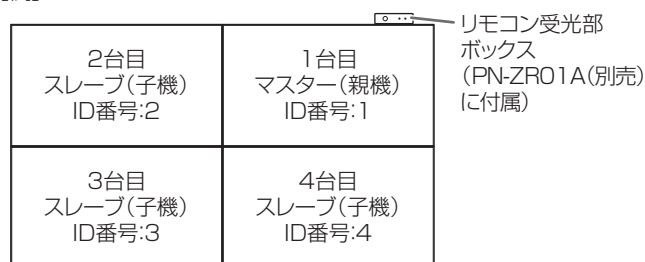 リモコン受光部
ボックス
（PN-ZR01A（別売）
に付属）
2台目
スレーブ（子機）
ID番号:2
1台目
マスター（親機）
ID番号:1
3台目
スレーブ（子機）
ID番号:3
4台目
スレーブ（子機）
ID番号:4